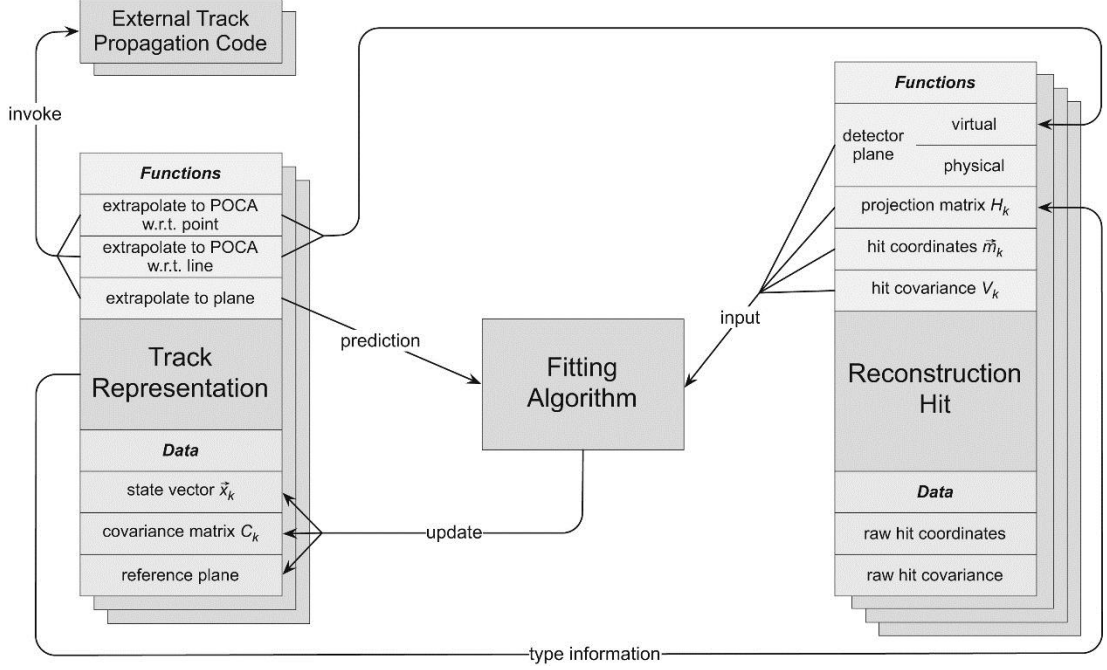 External Track
Propagation Code
invoke
Functions
extrapolate to POCA
w.r.t. point
extrapolate to POCA
w.r.t. line
extrapolate to plane
Track
Representation
Data
state vector x⃗ₖ
covariance matrix Cₖ
reference plane
prediction
Fitting
Algorithm
update
input
Functions
detector
plane
virtual
physical
projection matrix Hₖ
hit coordinates m⃗ₖ
hit covariance Vₖ
Reconstruction
Hit
Data
raw hit coordinates
raw hit covariance
type information